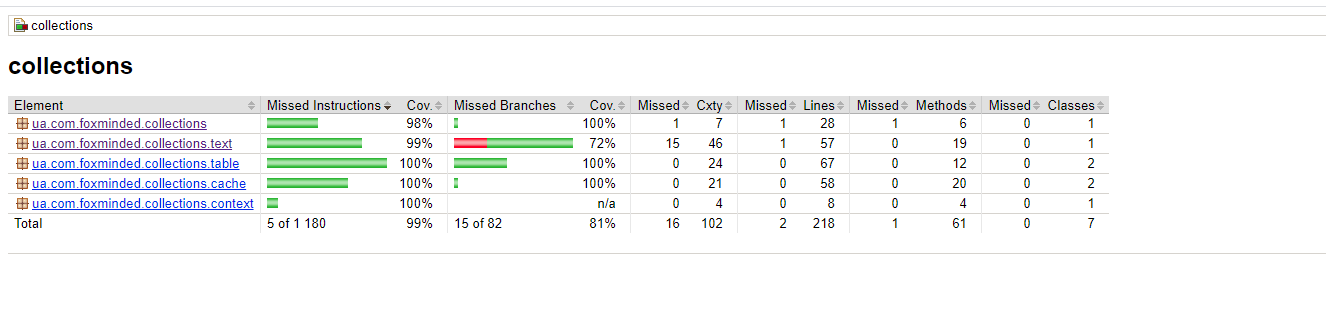 collections
collections
Element Missed Instructions Cov. Missed Branches Cov. Missed Cxty Missed Lines Missed Methods Missed Classes
ua.com.foxminded.collections 98% 100% 1 7 1 28 1 6 0 1
ua.com.foxminded.collections.text 99% 72% 15 46 1 57 0 19 0 1
ua.com.foxminded.collections.table 100% 100% 0 24 0 67 0 12 0 2
ua.com.foxminded.collections.cache 100% 100% 0 21 0 58 0 20 0 2
ua.com.foxminded.collections.context 100% n/a 0 4 0 8 0 4 0 1
Total 5 of 1 180 99% 15 of 82 81% 16 102 2 218 1 61 0 7